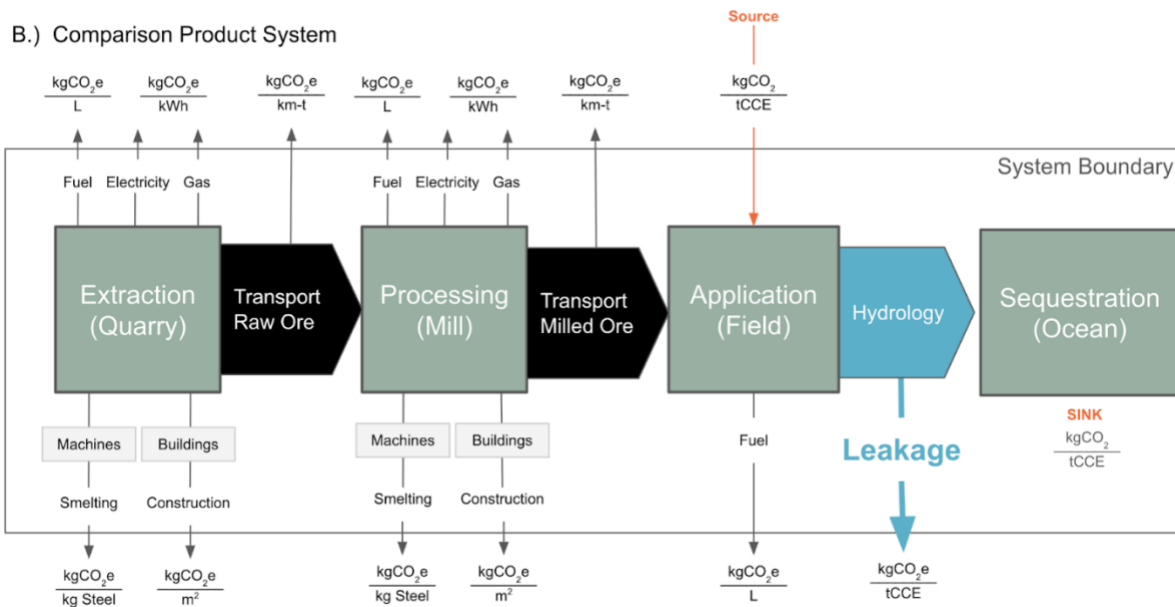 B.) Comparison Product System
Source
kgCO₂e
L
kgCO₂e
kWh
kgCO₂e
km-t
kgCO₂e
L
kgCO₂e
kWh
kgCO₂e
km-t
kgCO₂
tCCE
System Boundary
Fuel
Electricity
Gas
Fuel
Electricity
Gas
Extraction
(Quarry)
Transport
Raw Ore
Processing
(Mill)
Transport
Milled Ore
Application
(Field)
Hydrology
Sequestration
(Ocean)
Machines
Buildings
Machines
Buildings
Fuel
Leakage
SINK
kgCO₂
tCCE
Smelting
Construction
Smelting
Construction
kgCO₂e
kg Steel
kgCO₂e
m²
kgCO₂e
kg Steel
kgCO₂e
m²
kgCO₂e
L
kgCO₂e
tCCE